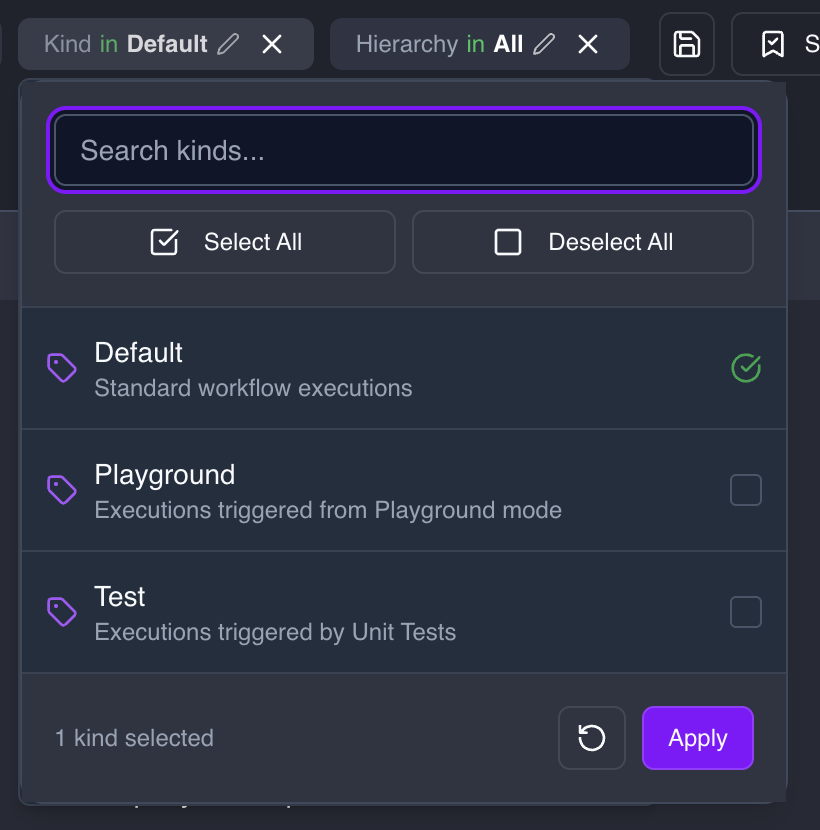 Kind in Default
Hierarchy in All
S
Search kinds...
Select All
Deselect All
Default
Standard workflow executions
Playground
Executions triggered from Playground mode
Test
Executions triggered by Unit Tests
1 kind selected
Apply